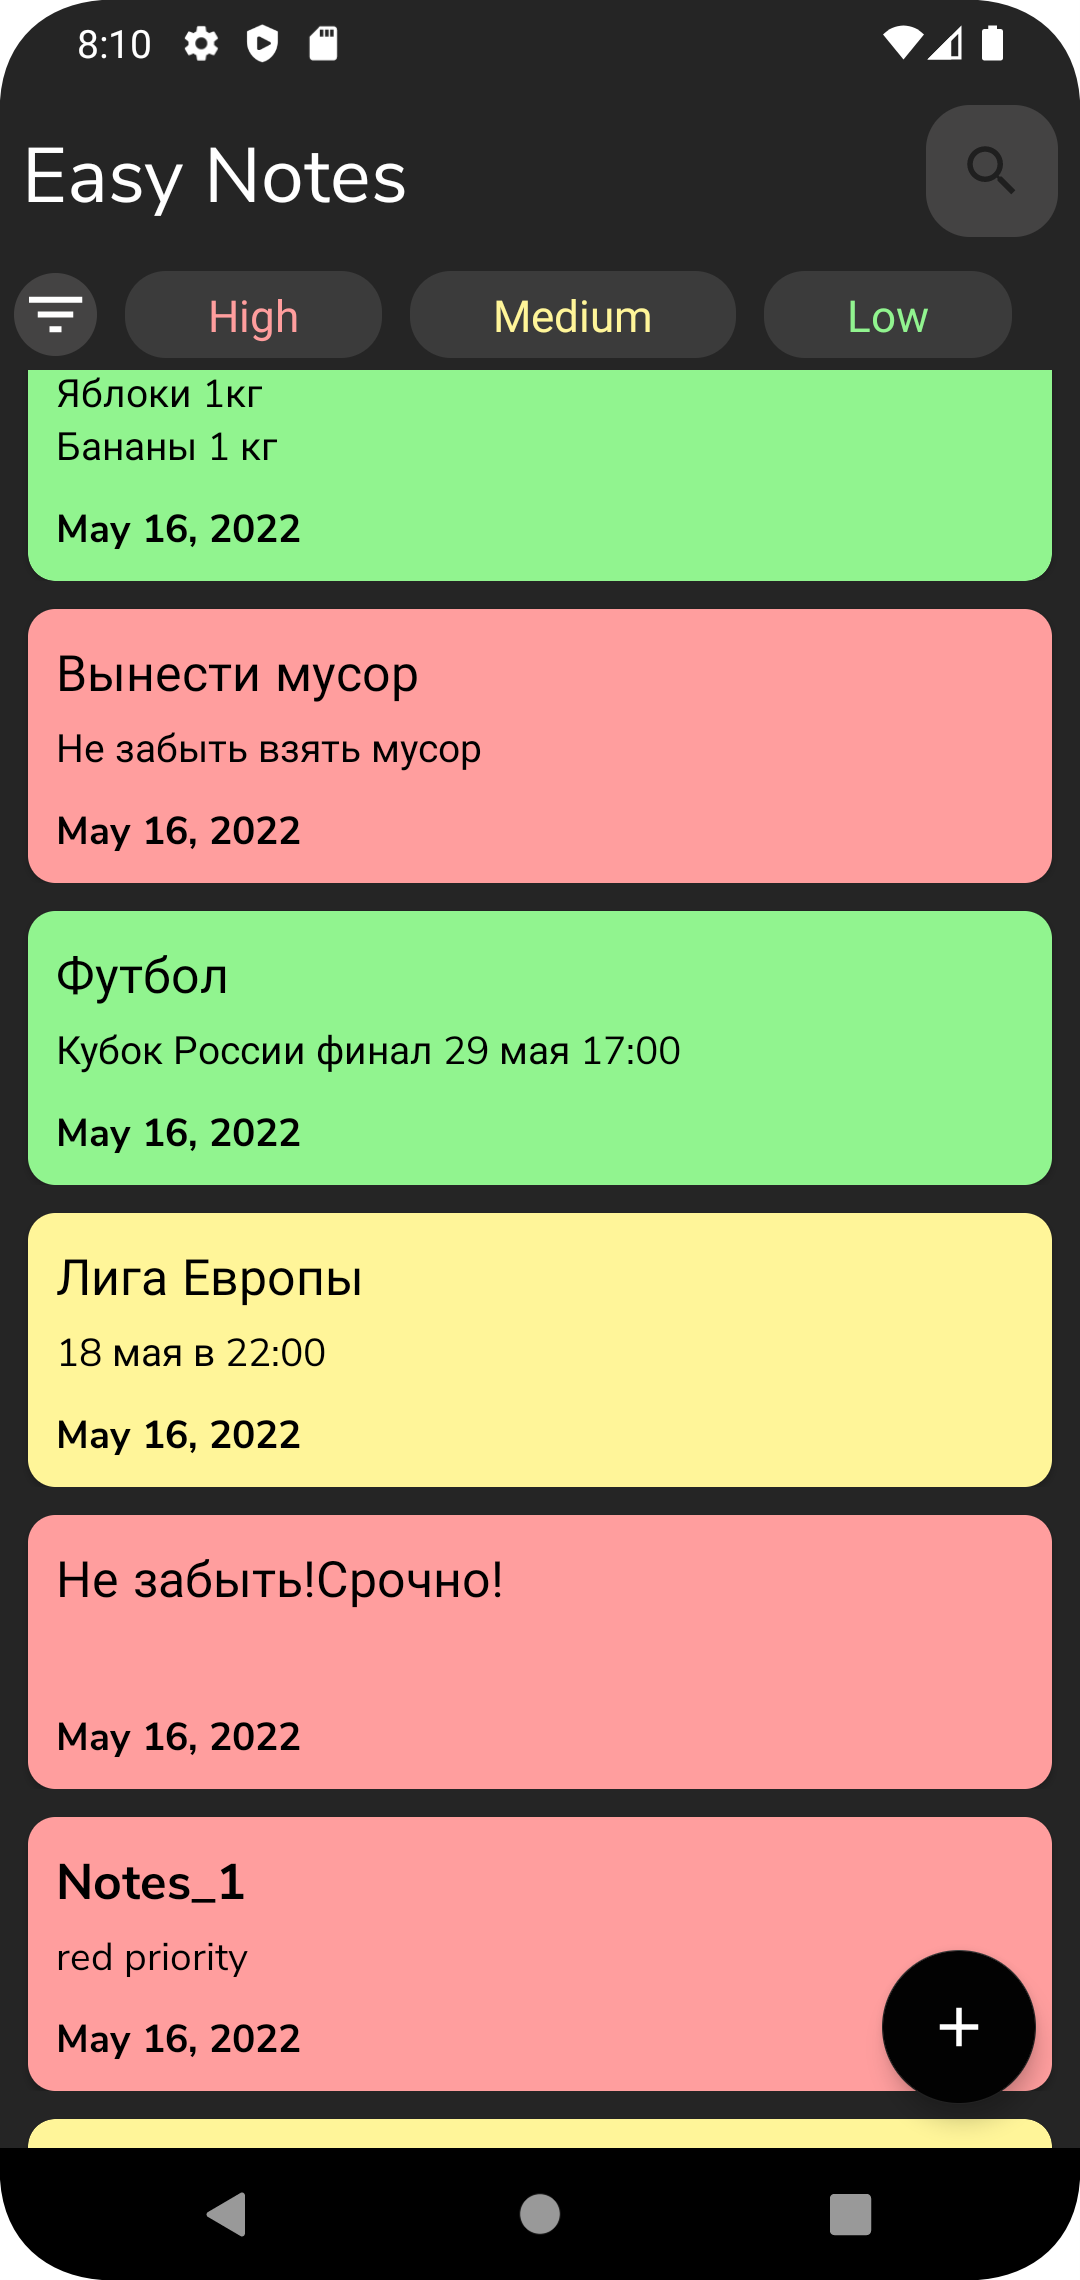 8:10
Easy Notes
High
Medium
Low
Яблоки 1кг
Бананы 1 кг
May 16, 2022
Вынести мусор
Не забыть взять мусор
May 16, 2022
Футбол
Кубок России финал 29 мая 17:00
May 16, 2022
Лига Европы
18 мая в 22:00
May 16, 2022
Не забыть!Срочно!
May 16, 2022
Notes_1
red priority
May 16, 2022